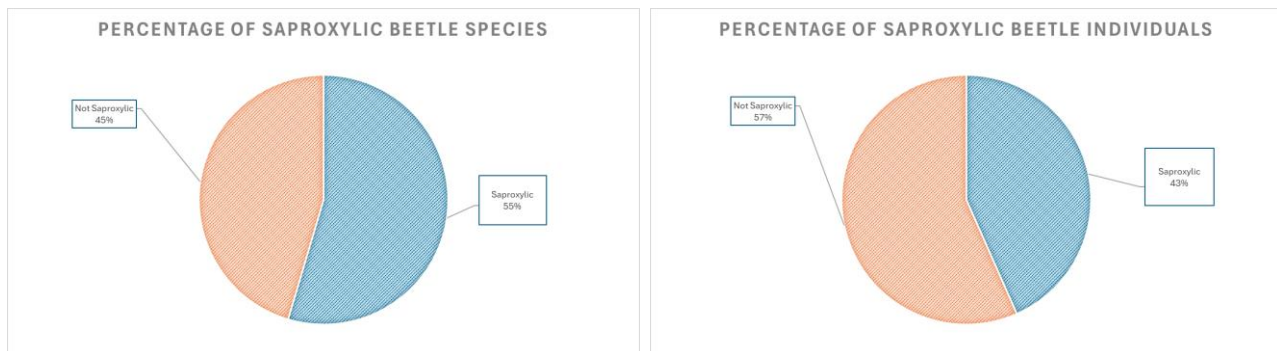 PERCENTAGE OF SAPROXYLIC BEETLE SPECIES
Not Saproxylic
45%
Saproxylic
55%
PERCENTAGE OF SAPROXYLIC BEETLE INDIVIDUALS
Not Saproxylic
57%
Saproxylic
43%